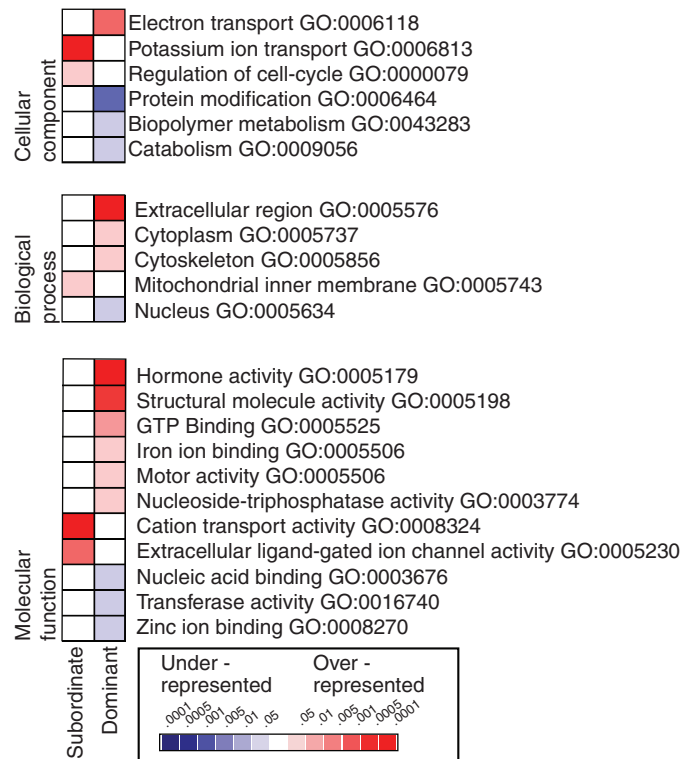 Cellular
component
Electron transport GO:0006118
Potassium ion transport GO:0006813
Regulation of cell-cycle GO:0000079
Protein modification GO:0006464
Biopolymer metabolism GO:0043283
Catabolism GO:0009056
Biological
process
Extracellular region GO:0005576
Cytoplasm GO:0005737
Cytoskeleton GO:0005856
Mitochondrial inner membrane GO:0005743
Nucleus GO:0005634
Molecular
function
Hormone activity GO:0005179
Structural molecule activity GO:0005198
GTP Binding GO:0005525
Iron ion binding GO:0005506
Motor activity GO:0005506
Nucleoside-triphosphatase activity GO:0003774
Cation transport activity GO:0008324
Extracellular ligand-gated ion channel activity GO:0005230
Nucleic acid binding GO:0003676
Transferase activity GO:0016740
Zinc ion binding GO:0008270
Subordinate
Dominant
Under - Over -
represented represented
.0001 .0005 .001 .005 .01 .05 .05 .01 .005 .001 .0005 .0001